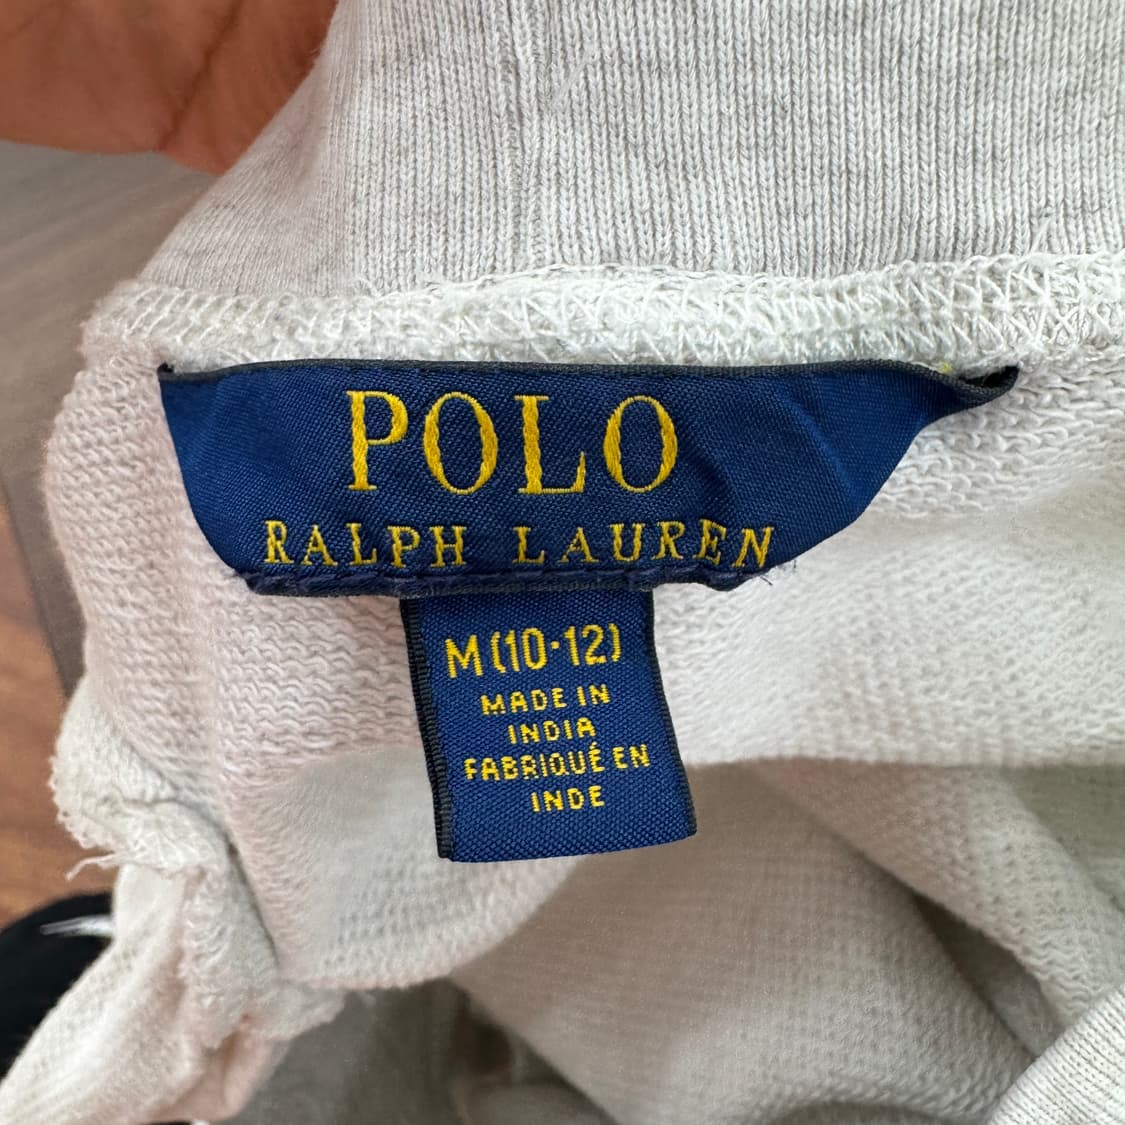 POLO
RALPH LAUREN
M(10·12)
MADE IN
INDIA
FABRIQUÉ EN
INDE